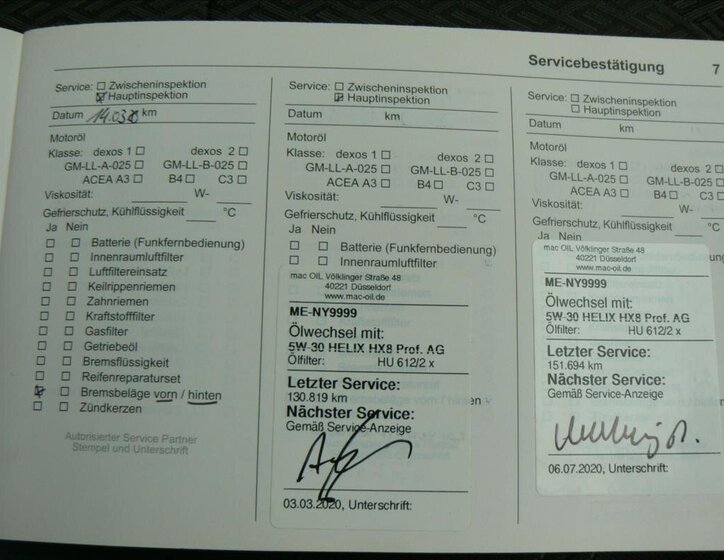 Servicebestätigung 7
Service: ☐ Zwischeninspektion
☒ Hauptinspektion
Datum 14.03 km
Motoröl
Klasse: dexos 1 ☐ dexos 2 ☐
GM-LL-A-025 ☐ GM-LL-B-025 ☐
ACEA A3 ☐ B4 ☐ C3 ☐
Viskosität: W-
Gefrierschutz, Kühlflüssigkeit °C
Ja Nein
☐ ☐ Batterie (Funkfernbedienung)
☐ ☐ Innenraumluftfilter
☐ ☐ Luftfiltereinsatz
☐ ☐ Keilrippenriemen
☐ ☐ Zahnriemen
☐ ☐ Kraftstofffilter
☐ ☐ Gasfilter
☐ ☐ Getriebeöl
☐ ☐ Bremsflüssigkeit
☐ ☐ Reifenreparaturset
☒ ☐ Bremsbeläge vorn / hinten
☐ ☐ Zündkerzen
Autorisierter Service Partner
Stempel und Unterschrift
Service: ☐ Zwischeninspektion
☒ Hauptinspektion
Datum km
Motoröl
Klasse: dexos 1 ☐ dexos 2 ☐
GM-LL-A-025 ☐ GM-LL-B-025 ☐
ACEA A3 ☐ B4 ☐ C3 ☐
Viskosität: W-
Gefrierschutz, Kühlflüssigkeit °C
Ja Nein
☐ ☐ Batterie (Funkfernbedienung)
☐ ☐ Innenraumluftfilter
mac OIL Völklinger Straße 48
40221 Düsseldorf
www.mac-oil.de
ME-NY9999
Ölwechsel mit:
5W-30 HELIX HX8 Prof. AG
Ölfilter: HU 612/2 x
Letzter Service:
130.819 km
Nächster Service:
Gemäß Service-Anzeige
03.03.2020, Unterschrift:
Service: ☐ Zwischeninspektion
☐ Hauptinspektion
Datum km
Motoröl
Klasse: dexos 1 ☐ dexos 2 ☐
GM-LL-A-025 ☐ GM-LL-B-025 ☐
ACEA A3 ☐ B4 ☐ C3 ☐
Viskosität: W-
Gefrierschutz, Kühlflüssigkeit
Ja Nein
mac OIL Völklinger Straße 48
40221 Düsseldorf
www.mac-oil.de
ME-NY9999
Ölwechsel mit:
5W-30 HELIX HX8 Prof. AG
Ölfilter: HU 612/2 x
Letzter Service:
151.694 km
Nächster Service:
Gemäß Service-Anzeige
06.07.2020, Unterschrift: